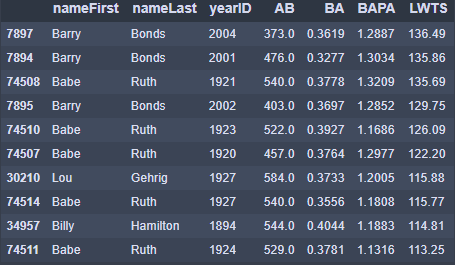 nameFirst nameLast yearID AB BA BAPA LWTS
7897 Barry Bonds 2004 373.0 0.3619 1.2887 136.49
7894 Barry Bonds 2001 476.0 0.3277 1.3034 135.86
74508 Babe Ruth 1921 540.0 0.3778 1.3209 135.69
7895 Barry Bonds 2002 403.0 0.3697 1.2852 129.75
74510 Babe Ruth 1923 522.0 0.3927 1.1686 126.09
74507 Babe Ruth 1920 457.0 0.3764 1.2977 122.20
30210 Lou Gehrig 1927 584.0 0.3733 1.2005 115.88
74514 Babe Ruth 1927 540.0 0.3556 1.1808 115.77
34957 Billy Hamilton 1894 544.0 0.4044 1.1883 114.81
74511 Babe Ruth 1924 529.0 0.3781 1.1316 113.25